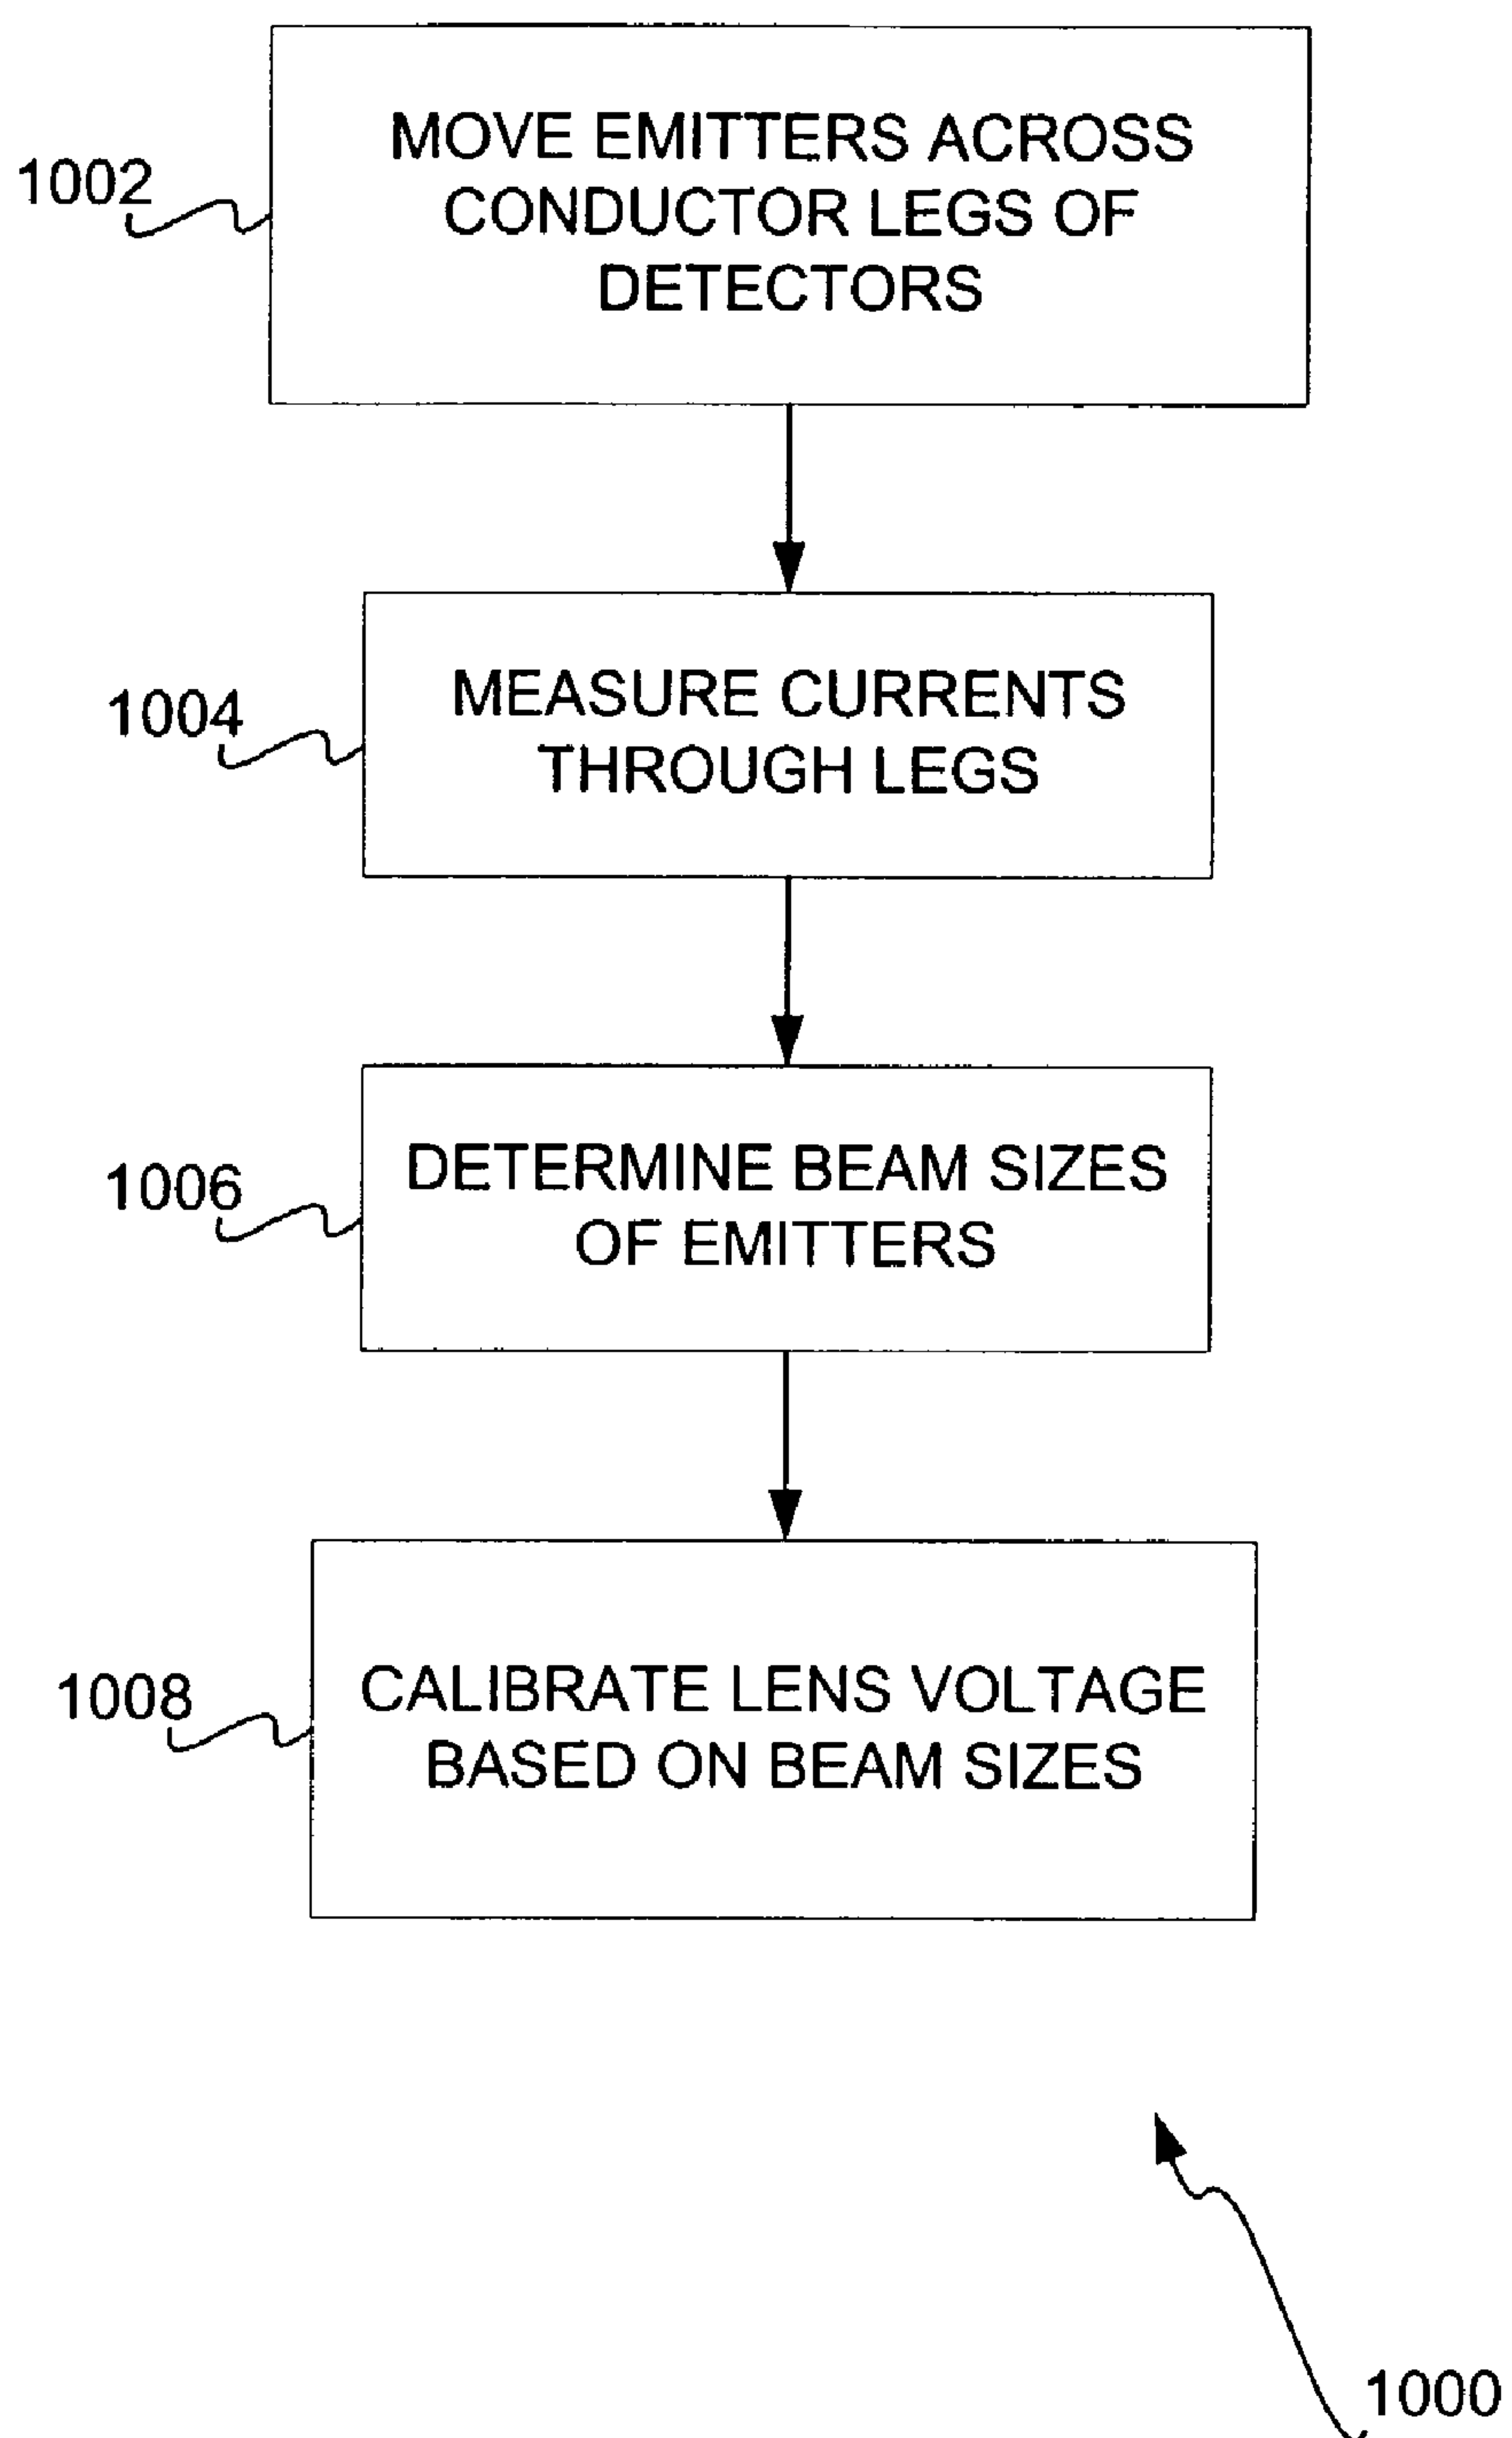 MOVE EMITTERS ACROSS
CONDUCTOR LEGS OF
DETECTORS
1002
MEASURE CURRENTS
THROUGH LEGS
1004
DETERMINE BEAM SIZES
OF EMITTERS
1006
CALIBRATE LENS VOLTAGE
BASED ON BEAM SIZES
1008
1000